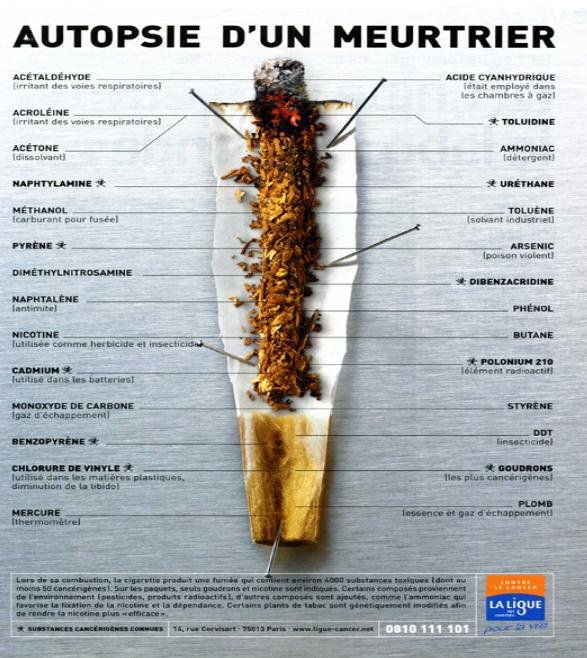 AUTOPSIE D'UN MEURTRIER
ACÉTALDÉHYDE
(irritant des voies respiratoires)
ACROLÉINE
(irritant des voies respiratoires)
ACÉTONE
(dissolvant)
NAPHTYLAMINE
MÉTHANOL
(carburant pour fusée)
PYRÈNE
DIMÉTHYLNITROSAMINE
NAPHTALÈNE
(antimite)
NICOTINE
(utilisée comme herbicide et insecticide)
CADMIUM
(utilisé dans les batteries)
MONOXYDE DE CARBONE
(gaz d'échappement)
BENZOPYRÈNE
CHLORURE DE VINYLE
(utilisé dans les matières plastiques,
diminution de la libido)
MERCURE
(thermomètre)
ACIDE CYANHYDRIQUE
(était employé dans
les chambres à gaz)
TOLUIDINE
AMMONIAC
(détergent)
URÉTHANE
TOLUÈNE
(solvant industriel)
ARSENIC
(poison violent)
DIBENZACRIDINE
PHÉNOL
BUTANE
POLONIUM 210
(élément radioactif)
STYRÈNE
DDT
(insecticide)
GOUDRONS
(les plus cancérigènes)
PLOMB
(essence et gaz d'échappement)
Lors de sa combustion, la cigarette produit une fumée qui contient environ 4000 substances toxiques (dont au
moins 50 cancérigènes). Sur les paquets, seuls goudrons et nicotine sont indiqués. Certains composés proviennent
de l'environnement (pesticides, produits radioactifs), d'autres composés sont ajoutés, comme l'ammoniac qui
favorise la fixation de la nicotine et la dépendance. Certains plants de tabac sont génétiquement modifiés afin
de rendre la nicotine plus «efficace».
SUBSTANCES CANCÉRIGÈNES CONNUES
14, rue Corvisart - 75013 Paris - www.ligue-cancer.net
0810 111 101
CONTRE
LE CANCER
LA LIGUE
pour la vie